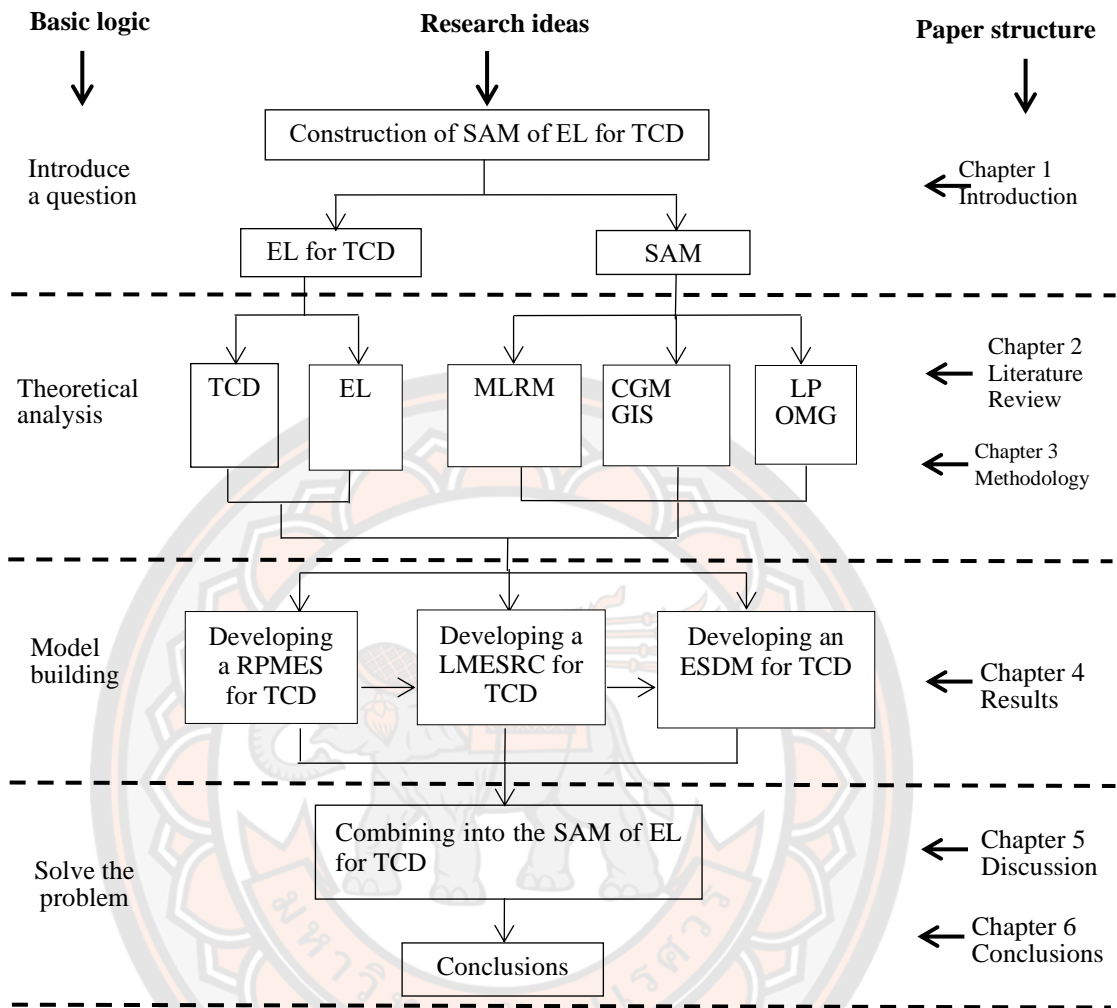 Basic logic
Research ideas
Paper structure
Construction of SAM of EL for TCD
Introduce
a question
Chapter 1
Introduction
EL for TCD
SAM
Theoretical
analysis
TCD
EL
MLRM
CGM
GIS
LP
OMG
Chapter 2
Literature
Review
Chapter 3
Methodology
Model
building
Developing
a RPMES
for TCD
Developing a
LMESRC for
TCD
Developing an
ESDM for TCD
Chapter 4
Results
Solve the
problem
Combining into the SAM of EL
for TCD
Chapter 5
Discussion
Conclusions
Chapter 6
Conclusions